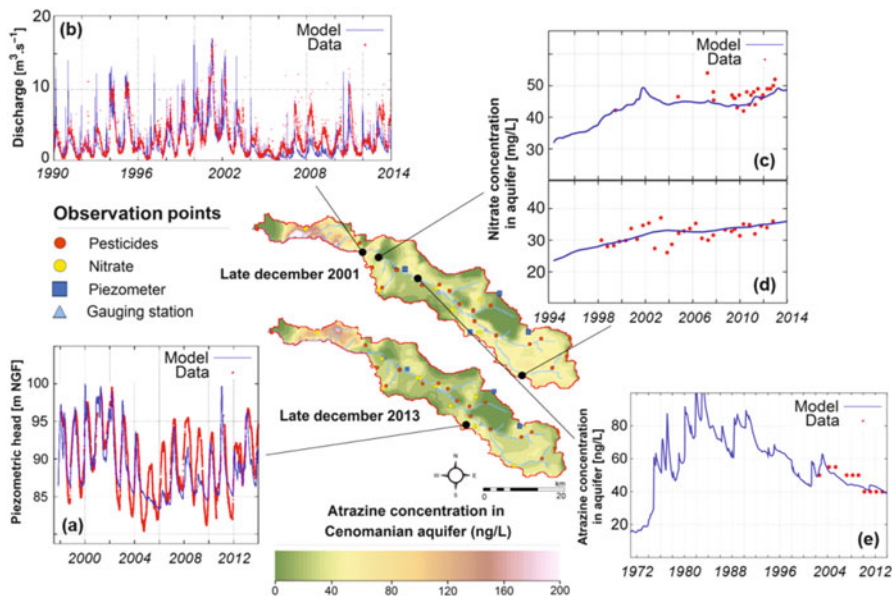 (b)
Discharge [m³.s⁻¹]
20
10
0
Model
Data
1990
1996
2002
2008
2014
Nitrate concentration
in aquifer [mg/L]
Model
Data
50
40
30
(c)
50
40
30
20
(d)
1994
1998
2002
2006
2010
2014
Observation points
Pesticides
Nitrate
Piezometer
Gauging station
Late december 2001
Late december 2013
N
W
E
S
km
0
20
Piezometric head [m NGF]
Model
Data
100
95
90
85
(a)
2000
2004
2008
2012
Atrazine concentration in
Cenomanian aquifer (ng/L)
0
40
80
120
160
200
Atrazine concentration
in aquifer [ng/L]
Model
Data
80
60
40
20
(e)
1972
1980
1988
1996
2004
2012